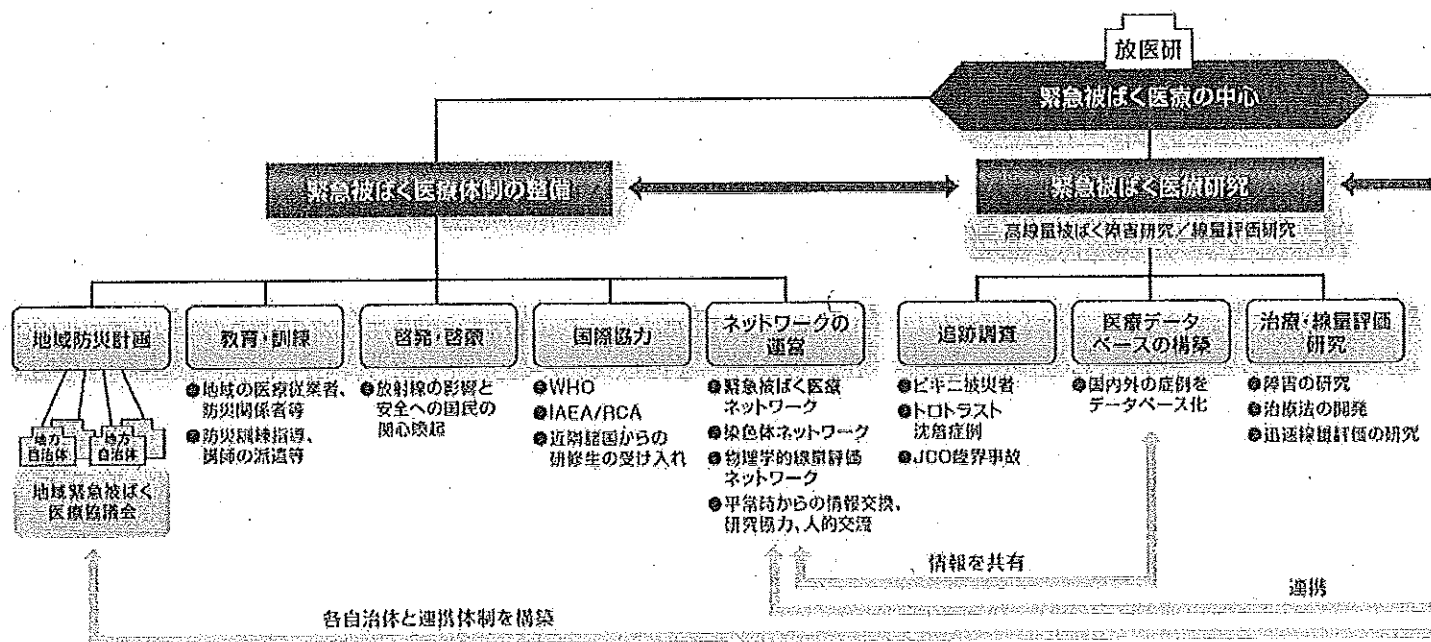 放医研
緊急被ばく医療の中心
緊急被ばく医療体制の整備
緊急被ばく医療研究
高線量被ばく障害研究/線量評価研究
地域防災計画
地方
自治体
地方
自治体
地域緊急被ばく
医療協議会
教育・訓練
●地域の医療従業者、
防災関係者等
●防災訓練指導、
講師の派遣等
啓発・啓蒙
●放射線の影響と
安全への国民の
関心喚起
国際協力
●WHO
●IAEA/RCA
●近隣諸国からの
研修生の受け入れ
ネットワークの
運営
●緊急被ばく医療
ネットワーク
●染色体ネットワーク
●物理学的線量評価
ネットワーク
●平常時からの情報交換、
研究協力、人的交流
追跡調査
●ビキニ被災者
●トロトラスト
沈着症例
●JCO臨界事故
医療データ
ベースの構築
●国内外の症例を
データベース化
治療・線量評価
研究
●障害の研究
●治療法の開発
●迅速線量評価の研究
情報を共有
連携
各自治体と連携体制を構築